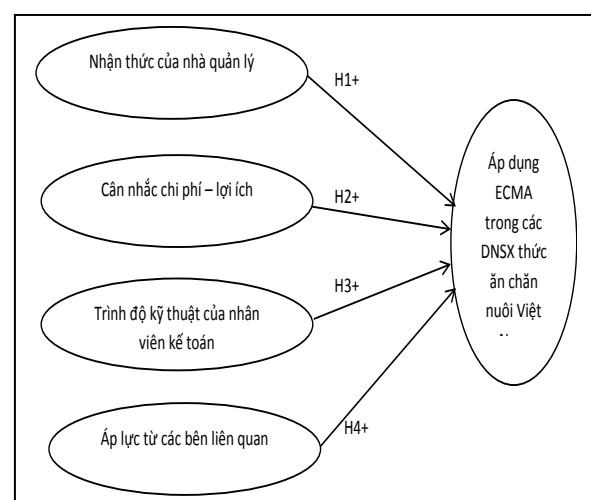 Nhận thức của nhà quản lý
H1+
Cân nhắc chi phí – lợi ích
H2+
Trình độ kỹ thuật của nhân
viên kế toán
H3+
Áp lực từ các bên liên quan
H4+
Áp dụng
ECMA
trong các
DNSX thức
ăn chăn
nuôi Việt